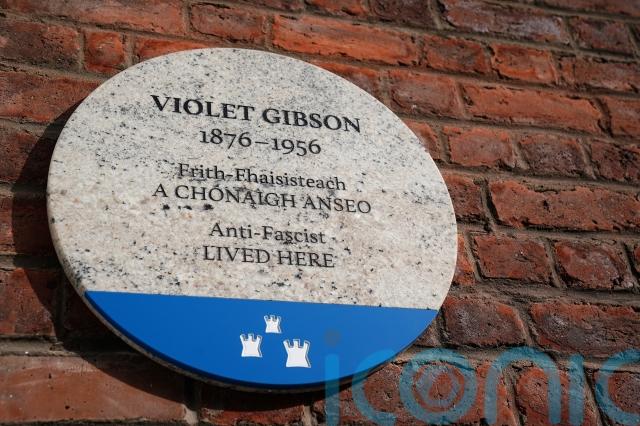 VIOLET GIBSON
1876–1956
Frith-Fhaisisteach
A CHÓNAIGH ANSEO
Anti-Fascist
LIVED HERE
iconic